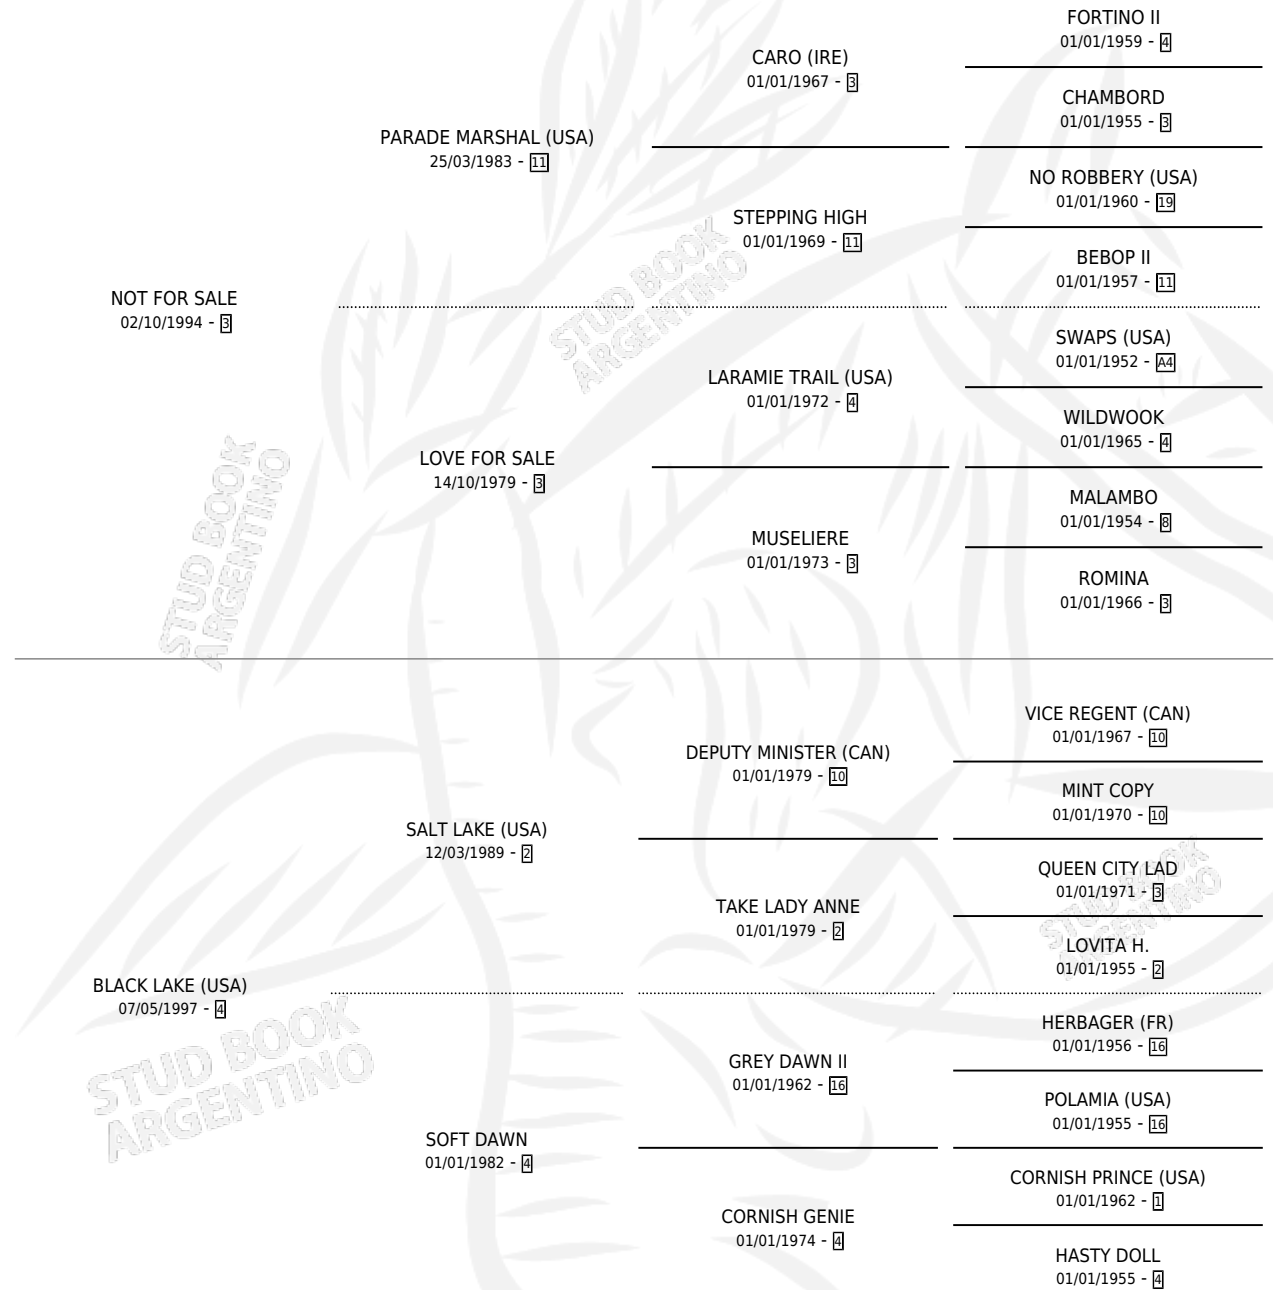 FORTINO II
01/01/1959 - 4
CARO (IRE)
01/01/1967 - 3
CHAMBORD
01/01/1955 - 3
PARADE MARSHAL (USA)
25/03/1983 - 11
NO ROBBERY (USA)
01/01/1960 - 19
STEPPING HIGH
01/01/1969 - 11
BEBOP II
01/01/1957 - 11
NOT FOR SALE
02/10/1994 - 3
SWAPS (USA)
01/01/1952 - A4
LARAMIE TRAIL (USA)
01/01/1972 - 4
WILDWOOK
01/01/1965 - 4
LOVE FOR SALE
14/10/1979 - 3
MALAMBO
01/01/1954 - 8
MUSELIERE
01/01/1973 - 3
ROMINA
01/01/1966 - 3
STUD BOOK
ARGENTINO
STUD BOOK
ARGENTINO
VICE REGENT (CAN)
01/01/1967 - 10
DEPUTY MINISTER (CAN)
01/01/1979 - 10
MINT COPY
01/01/1970 - 10
SALT LAKE (USA)
12/03/1989 - 2
QUEEN CITY LAD
01/01/1971 - 3
TAKE LADY ANNE
01/01/1979 - 2
LOVITA H.
01/01/1955 - 2
BLACK LAKE (USA)
07/05/1997 - 4
HERBAGER (FR)
01/01/1956 - 16
GREY DAWN II
01/01/1962 - 16
POLAMIA (USA)
01/01/1955 - 16
SOFT DAWN
01/01/1982 - 4
CORNISH PRINCE (USA)
01/01/1962 - 1
CORNISH GENIE
01/01/1974 - 4
HASTY DOLL
01/01/1955 - 4
STUD BOOK
ARGENTINO
STUD BOOK
ARGENTINO